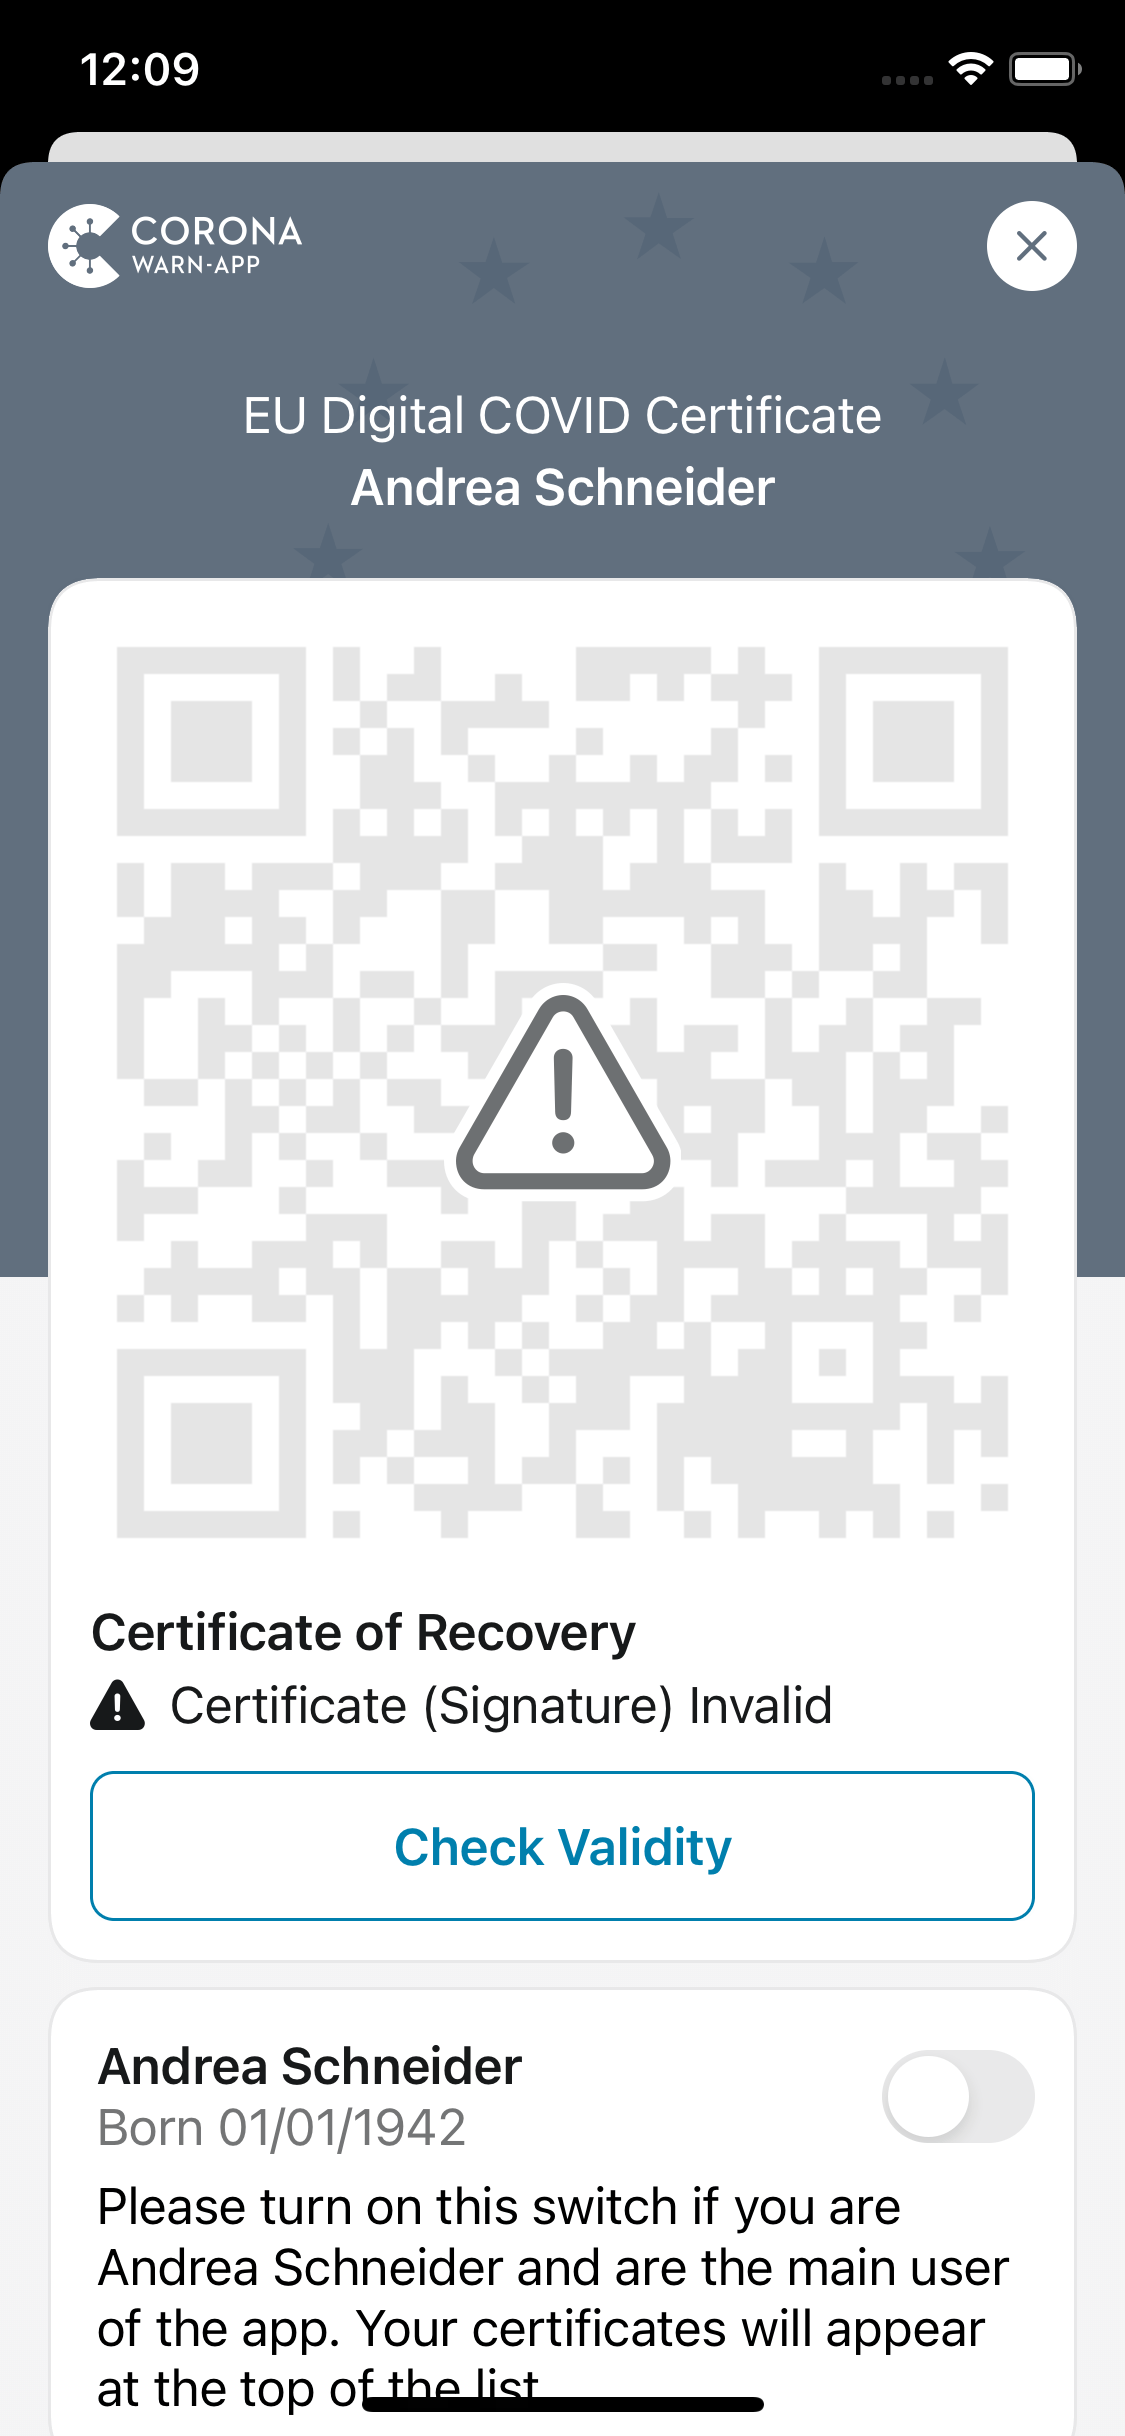 12:09
CORONA
WARN-APP
EU Digital COVID Certificate
Andrea Schneider
Certificate of Recovery
Certificate (Signature) Invalid
Check Validity
Andrea Schneider
Born 01/01/1942
Please turn on this switch if you are
Andrea Schneider and are the main user
of the app. Your certificates will appear
at the top of the list